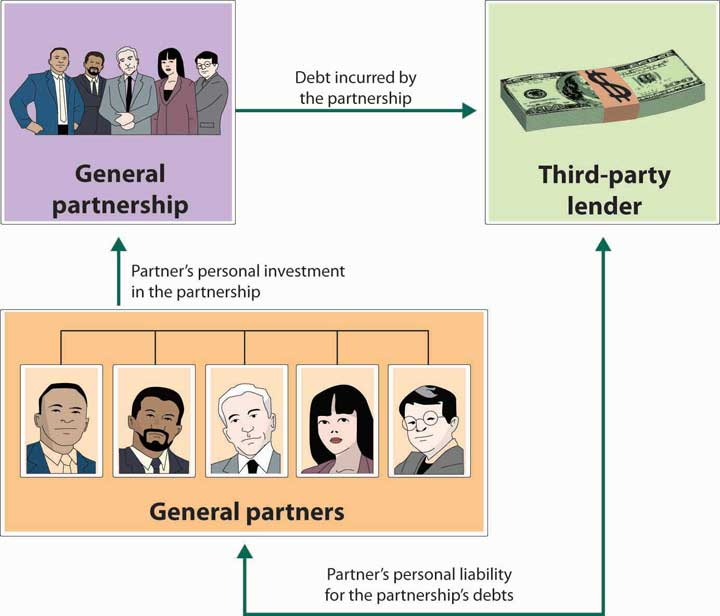 Debt incurred by
the partnership
General
partnership
$
Third-party
lender
Partner’s personal investment
in the partnership
General partners
Partner’s personal liability
for the partnership’s debts